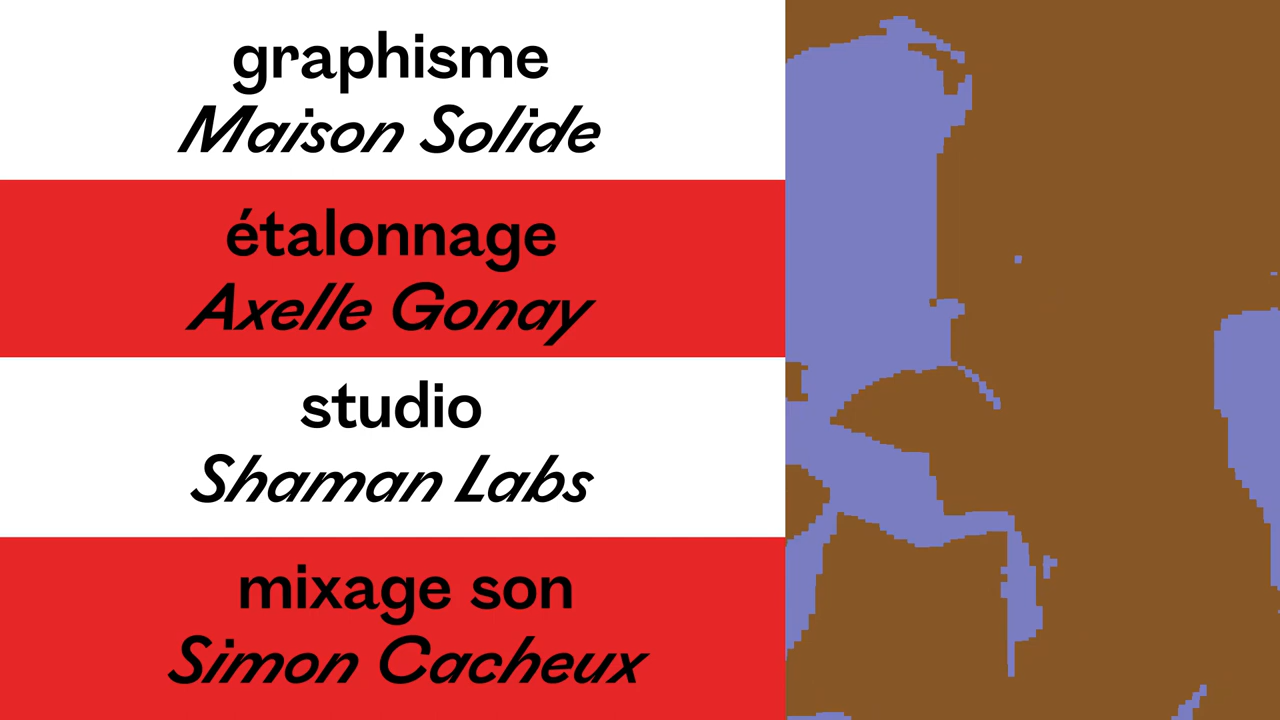 graphisme
Maison Solide
étalonnage
Axelle Gonay
studio
Shaman Labs
mixage son
Simon Cacheux